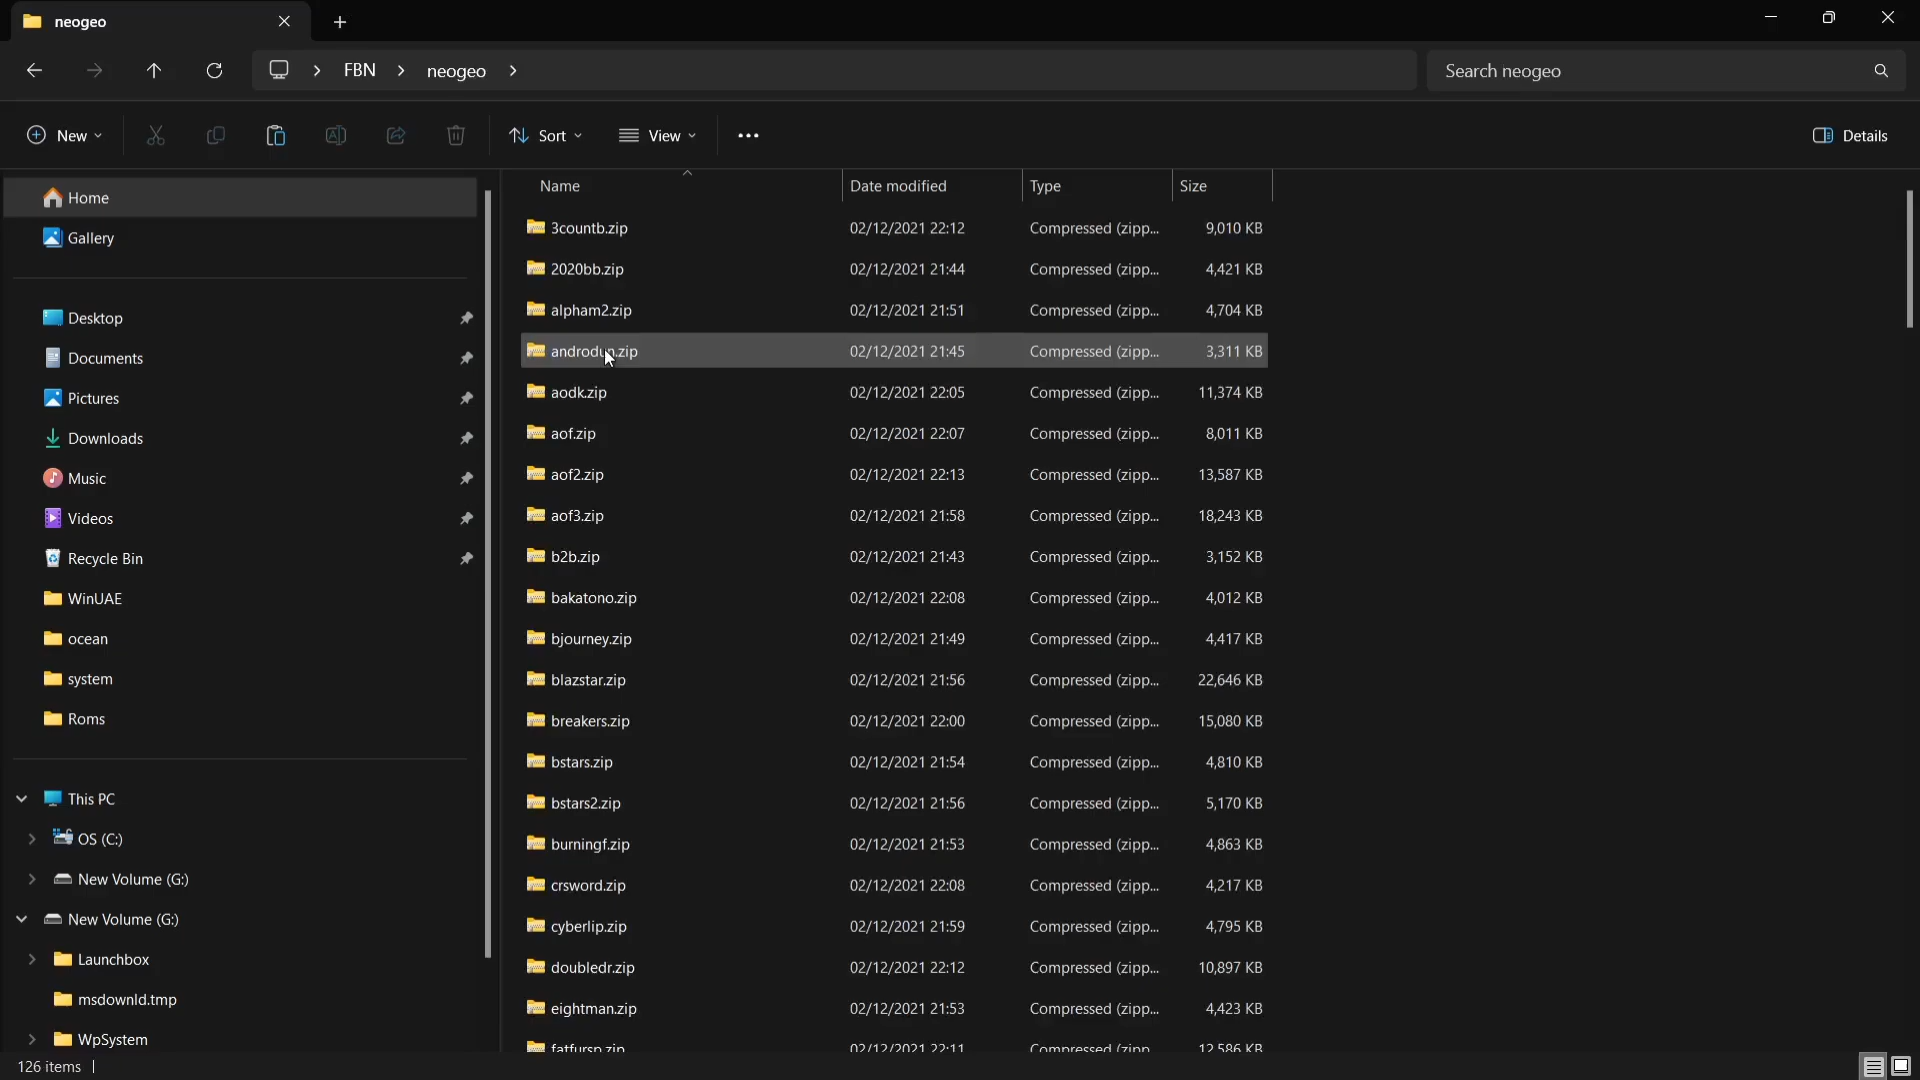 neogeo
FBN
neogeo
Search neogeo
New
Sort
View
Details
Home
Gallery
Desktop
Documents
Pictures
Downloads
Music
Videos
Recycle Bin
WinUAE
ocean
system
Roms
This PC
OS (C:)
New Volume (G:)
New Volume (G:)
Launchbox
msdownld.tmp
WpSystem
Name Date modified Type Size
3countb.zip 02/12/2021 22:12 Compressed (zipp... 9,010 KB
2020bb.zip 02/12/2021 21:44 Compressed (zipp... 4,421 KB
alpham2.zip 02/12/2021 21:51 Compressed (zipp... 4,704 KB
androdun.zip 02/12/2021 21:45 Compressed (zipp... 3,311 KB
aodk.zip 02/12/2021 22:05 Compressed (zipp... 11,374 KB
aof.zip 02/12/2021 22:07 Compressed (zipp... 8,011 KB
aof2.zip 02/12/2021 22:13 Compressed (zipp... 13,587 KB
aof3.zip 02/12/2021 21:58 Compressed (zipp... 18,243 KB
b2b.zip 02/12/2021 21:43 Compressed (zipp... 3,152 KB
bakatono.zip 02/12/2021 22:08 Compressed (zipp... 4,012 KB
bjourney.zip 02/12/2021 21:49 Compressed (zipp... 4,417 KB
blazstar.zip 02/12/2021 21:56 Compressed (zipp... 22,646 KB
breakers.zip 02/12/2021 22:00 Compressed (zipp... 15,080 KB
bstars.zip 02/12/2021 21:54 Compressed (zipp... 4,810 KB
bstars2.zip 02/12/2021 21:56 Compressed (zipp... 5,170 KB
burningf.zip 02/12/2021 21:53 Compressed (zipp... 4,863 KB
crsword.zip 02/12/2021 22:08 Compressed (zipp... 4,217 KB
cyberlip.zip 02/12/2021 21:59 Compressed (zipp... 4,795 KB
doubledr.zip 02/12/2021 22:12 Compressed (zipp... 10,897 KB
eightman.zip 02/12/2021 21:53 Compressed (zipp... 4,423 KB
fatfursp.zip 02/12/2021 22:11 Compressed (zipp... 12,586 KB
126 items